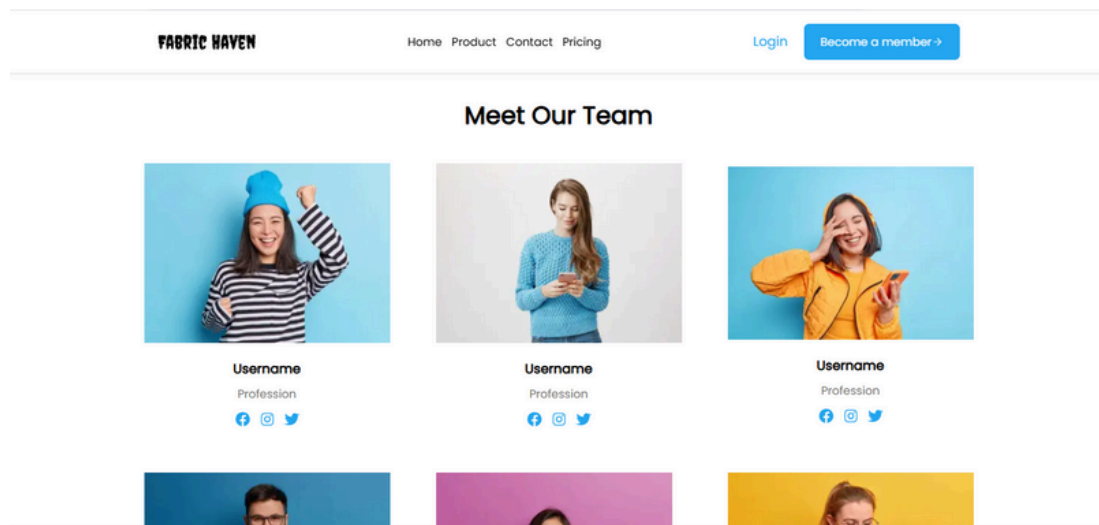 FABRIC HAVEN Home Product Contact Pricing Login Become a member→
Meet Our Team
Username Username Username
Profession Profession Profession